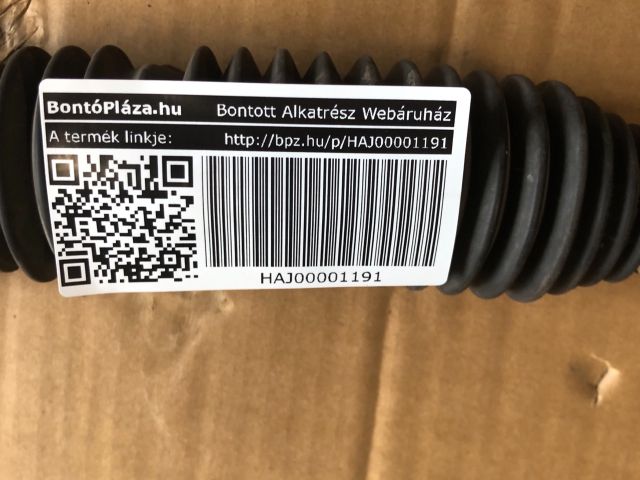 BontóPláza.hu Bontott Alkatrész Webáruház
A termék linkje: http://bpz.hu/p/HAJ00001191
HAJ00001191